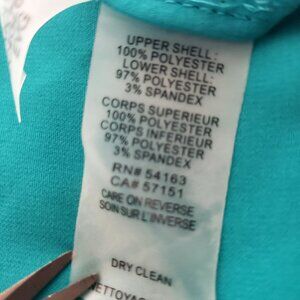 UPPER SHELL:
100% POLYESTER
LOWER SHELL:
97% POLYESTER
3% SPANDEX
CORPS SUPERIEUR
100% POLYESTER
CORPS INFERIEUR
97% POLYESTER
3% SPANDEX
RN# 54163
CA# 57151
CARE ON REVERSE
SOIN SUR L'INVERSE
DRY CLEAN